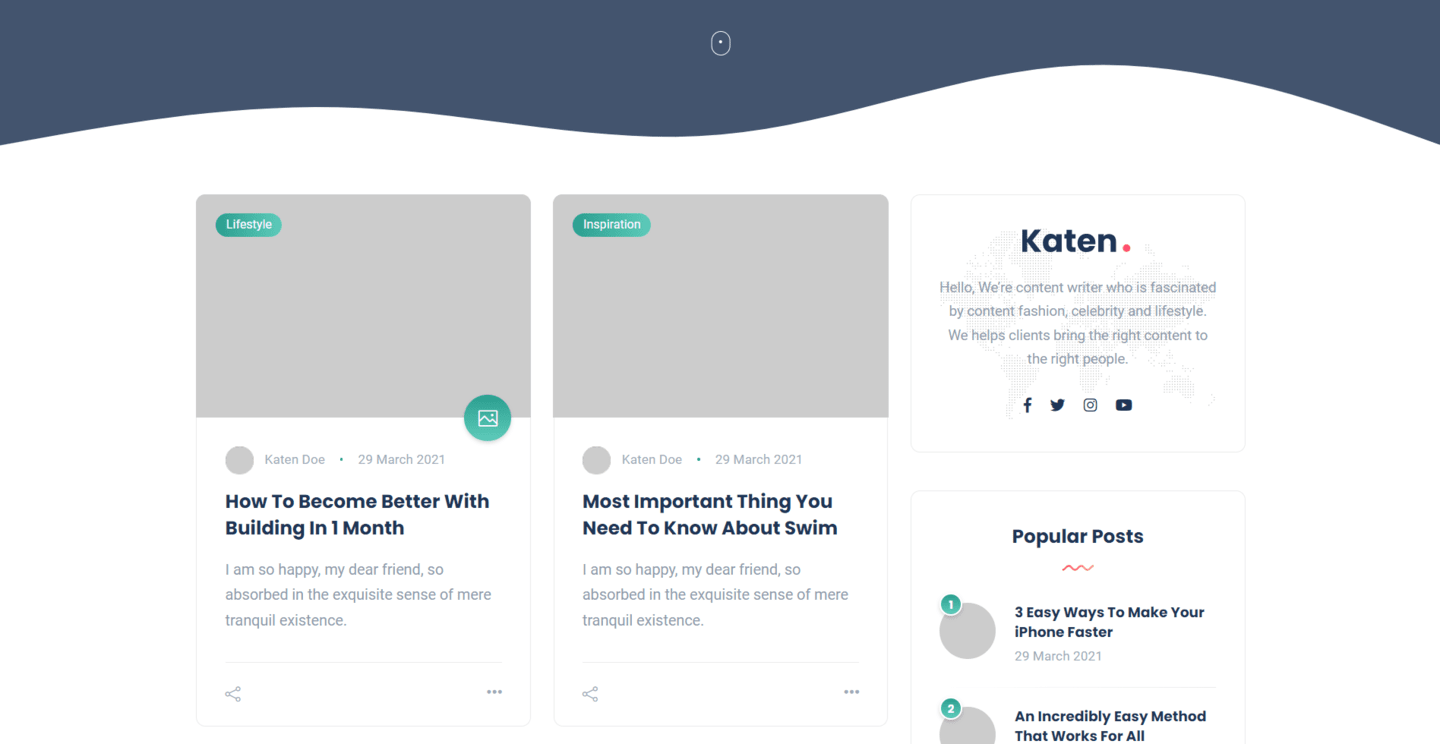 Lifestyle
Katen Doe • 29 March 2021
How To Become Better With
Building In 1 Month
I am so happy, my dear friend, so
absorbed in the exquisite sense of mere
tranquil existence.
Inspiration
Katen Doe • 29 March 2021
Most Important Thing You
Need To Know About Swim
I am so happy, my dear friend, so
absorbed in the exquisite sense of mere
tranquil existence.
Katen.
Hello, We're content writer who is fascinated
by content fashion, celebrity and lifestyle.
We helps clients bring the right content to
the right people.
Popular Posts
1
3 Easy Ways To Make Your
iPhone Faster
29 March 2021
2
An Incredibly Easy Method
That Works For All